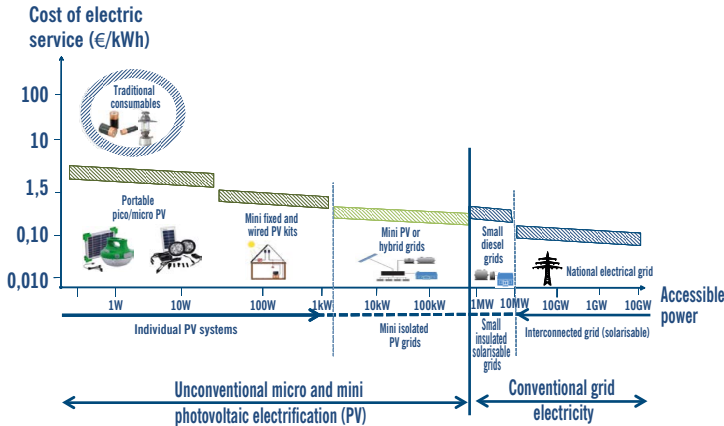 Cost of electric
service (€/kWh)
100
10
1,5
0,10
0,010
Traditional
consumables
Portable
pico/micro PV
Mini fixed and
wired PV kits
Mini PV or
hybrid grids
Small
diesel
grids
National electrical grid
1W 10W 100W 1kW 10kW 100kW 1MW 10MW 10GW 1GW 10GW
Accessible
power
Individual PV systems
Mini isolated
PV grids
Small
insulated
solarisable
grids
Interconnected grid (solarisable)
Unconventional micro and mini
photovoltaic electrification (PV)
Conventional grid
electricity